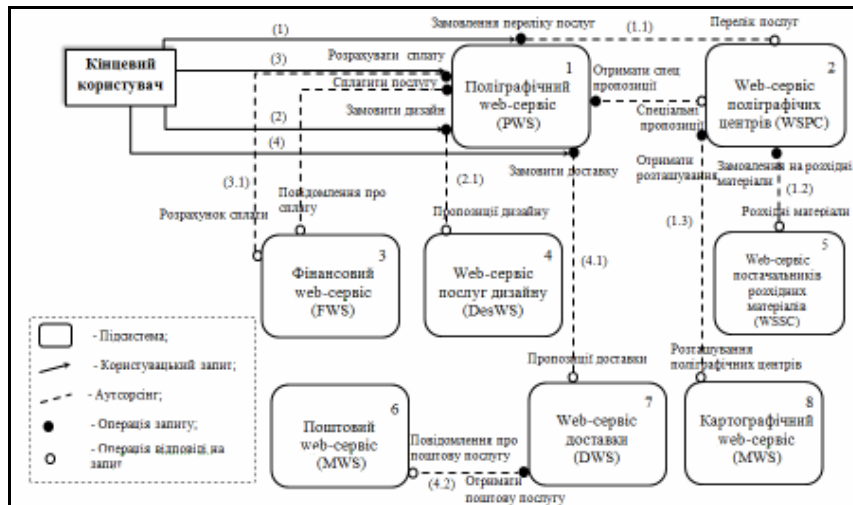 (1)
Замовлення переліку послуг
(1.1)
Перелік послуг
Кінцевий
користувач
(3)
Розрахувати сплату
Сплатити послугу
Замовити дизайн
(2)
(4)
1
Поліграфічний
web-сервіс
(PWS)
Отримати спец
пропозиції
Спеціальні
пропозиції
Отримати
розташування
2
Web-сервіс
поліграфічих
центрів (WSPC)
Замовити доставку
Замовлення на розхідні
матеріали
(1.2)
Розхідні матеріали
(3.1)
Повідомлення про
сплату
Розрахунок сплати
(2.1)
Пропозиції дизайну
(4.1)
(1.3)
3
Фінансовий
web-сервіс
(FWS)
4
Web-сервіс
послуг дизайну
(DesWS)
5
Web-сервіс
постачальників
розхідних
матеріалів
(WSSC)
- Підсистема;
- Користувацький запит;
- Аутсорсінг;
- Операція запиту;
- Операція відповіді на
запит
Пропозиції доставки
Розташування
поліграфічних центрів
6
Поштовий
web-сервіс
(MWS)
Повідомлення про
поштову послугу
(4.2)
Отримати
поштову послугу
7
Web-сервіс
доставки
(DWS)
8
Картографічний
web-сервіс
(MWS)